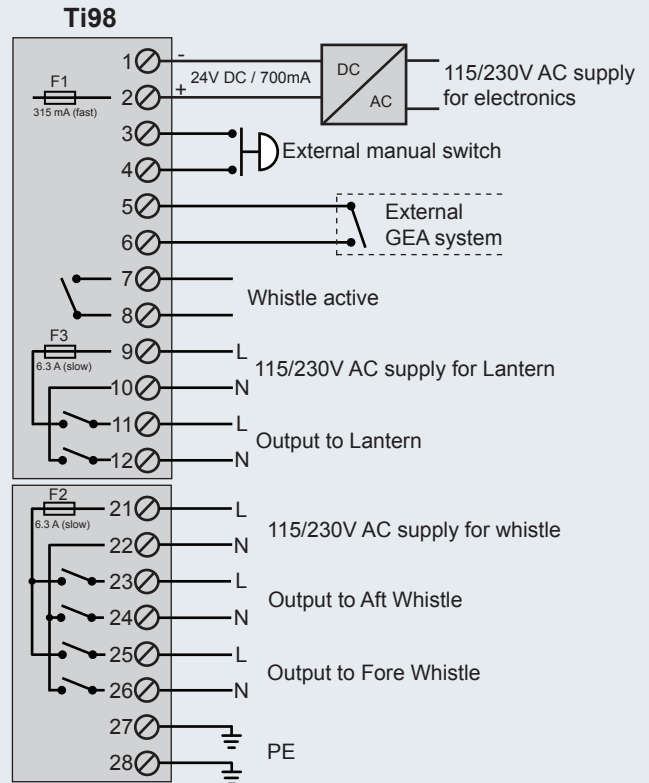 Ti98
1 - DC 115/230V AC supply
24V DC / 700mA
F1 2 + AC for electronics
315 mA (fast)
3
External manual switch
4
5 External
6 GEA system
7
Whistle active
8
F3 9 L
6.3 A (slow) 115/230V AC supply for Lantern
10 N
11 L
Output to Lantern
12 N
F2 21 L
6.3 A (slow) 115/230V AC supply for whistle
22 N
23 L
Output to Aft Whistle
24 N
25 L
Output to Fore Whistle
26 N
27
PE
28